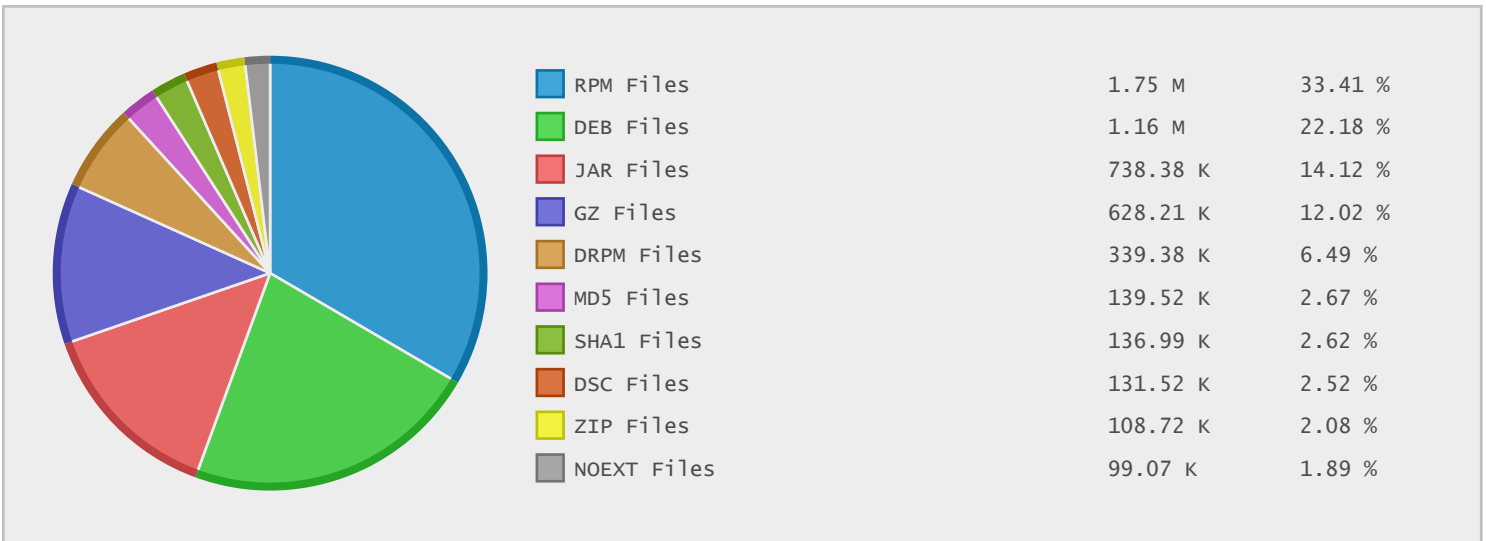 RPM Files 1.75 M 33.41 %
DEB Files 1.16 M 22.18 %
JAR Files 738.38 K 14.12 %
GZ Files 628.21 K 12.02 %
DRPM Files 339.38 K 6.49 %
MD5 Files 139.52 K 2.67 %
SHA1 Files 136.99 K 2.62 %
DSC Files 131.52 K 2.52 %
ZIP Files 108.72 K 2.08 %
NOEXT Files 99.07 K 1.89 %